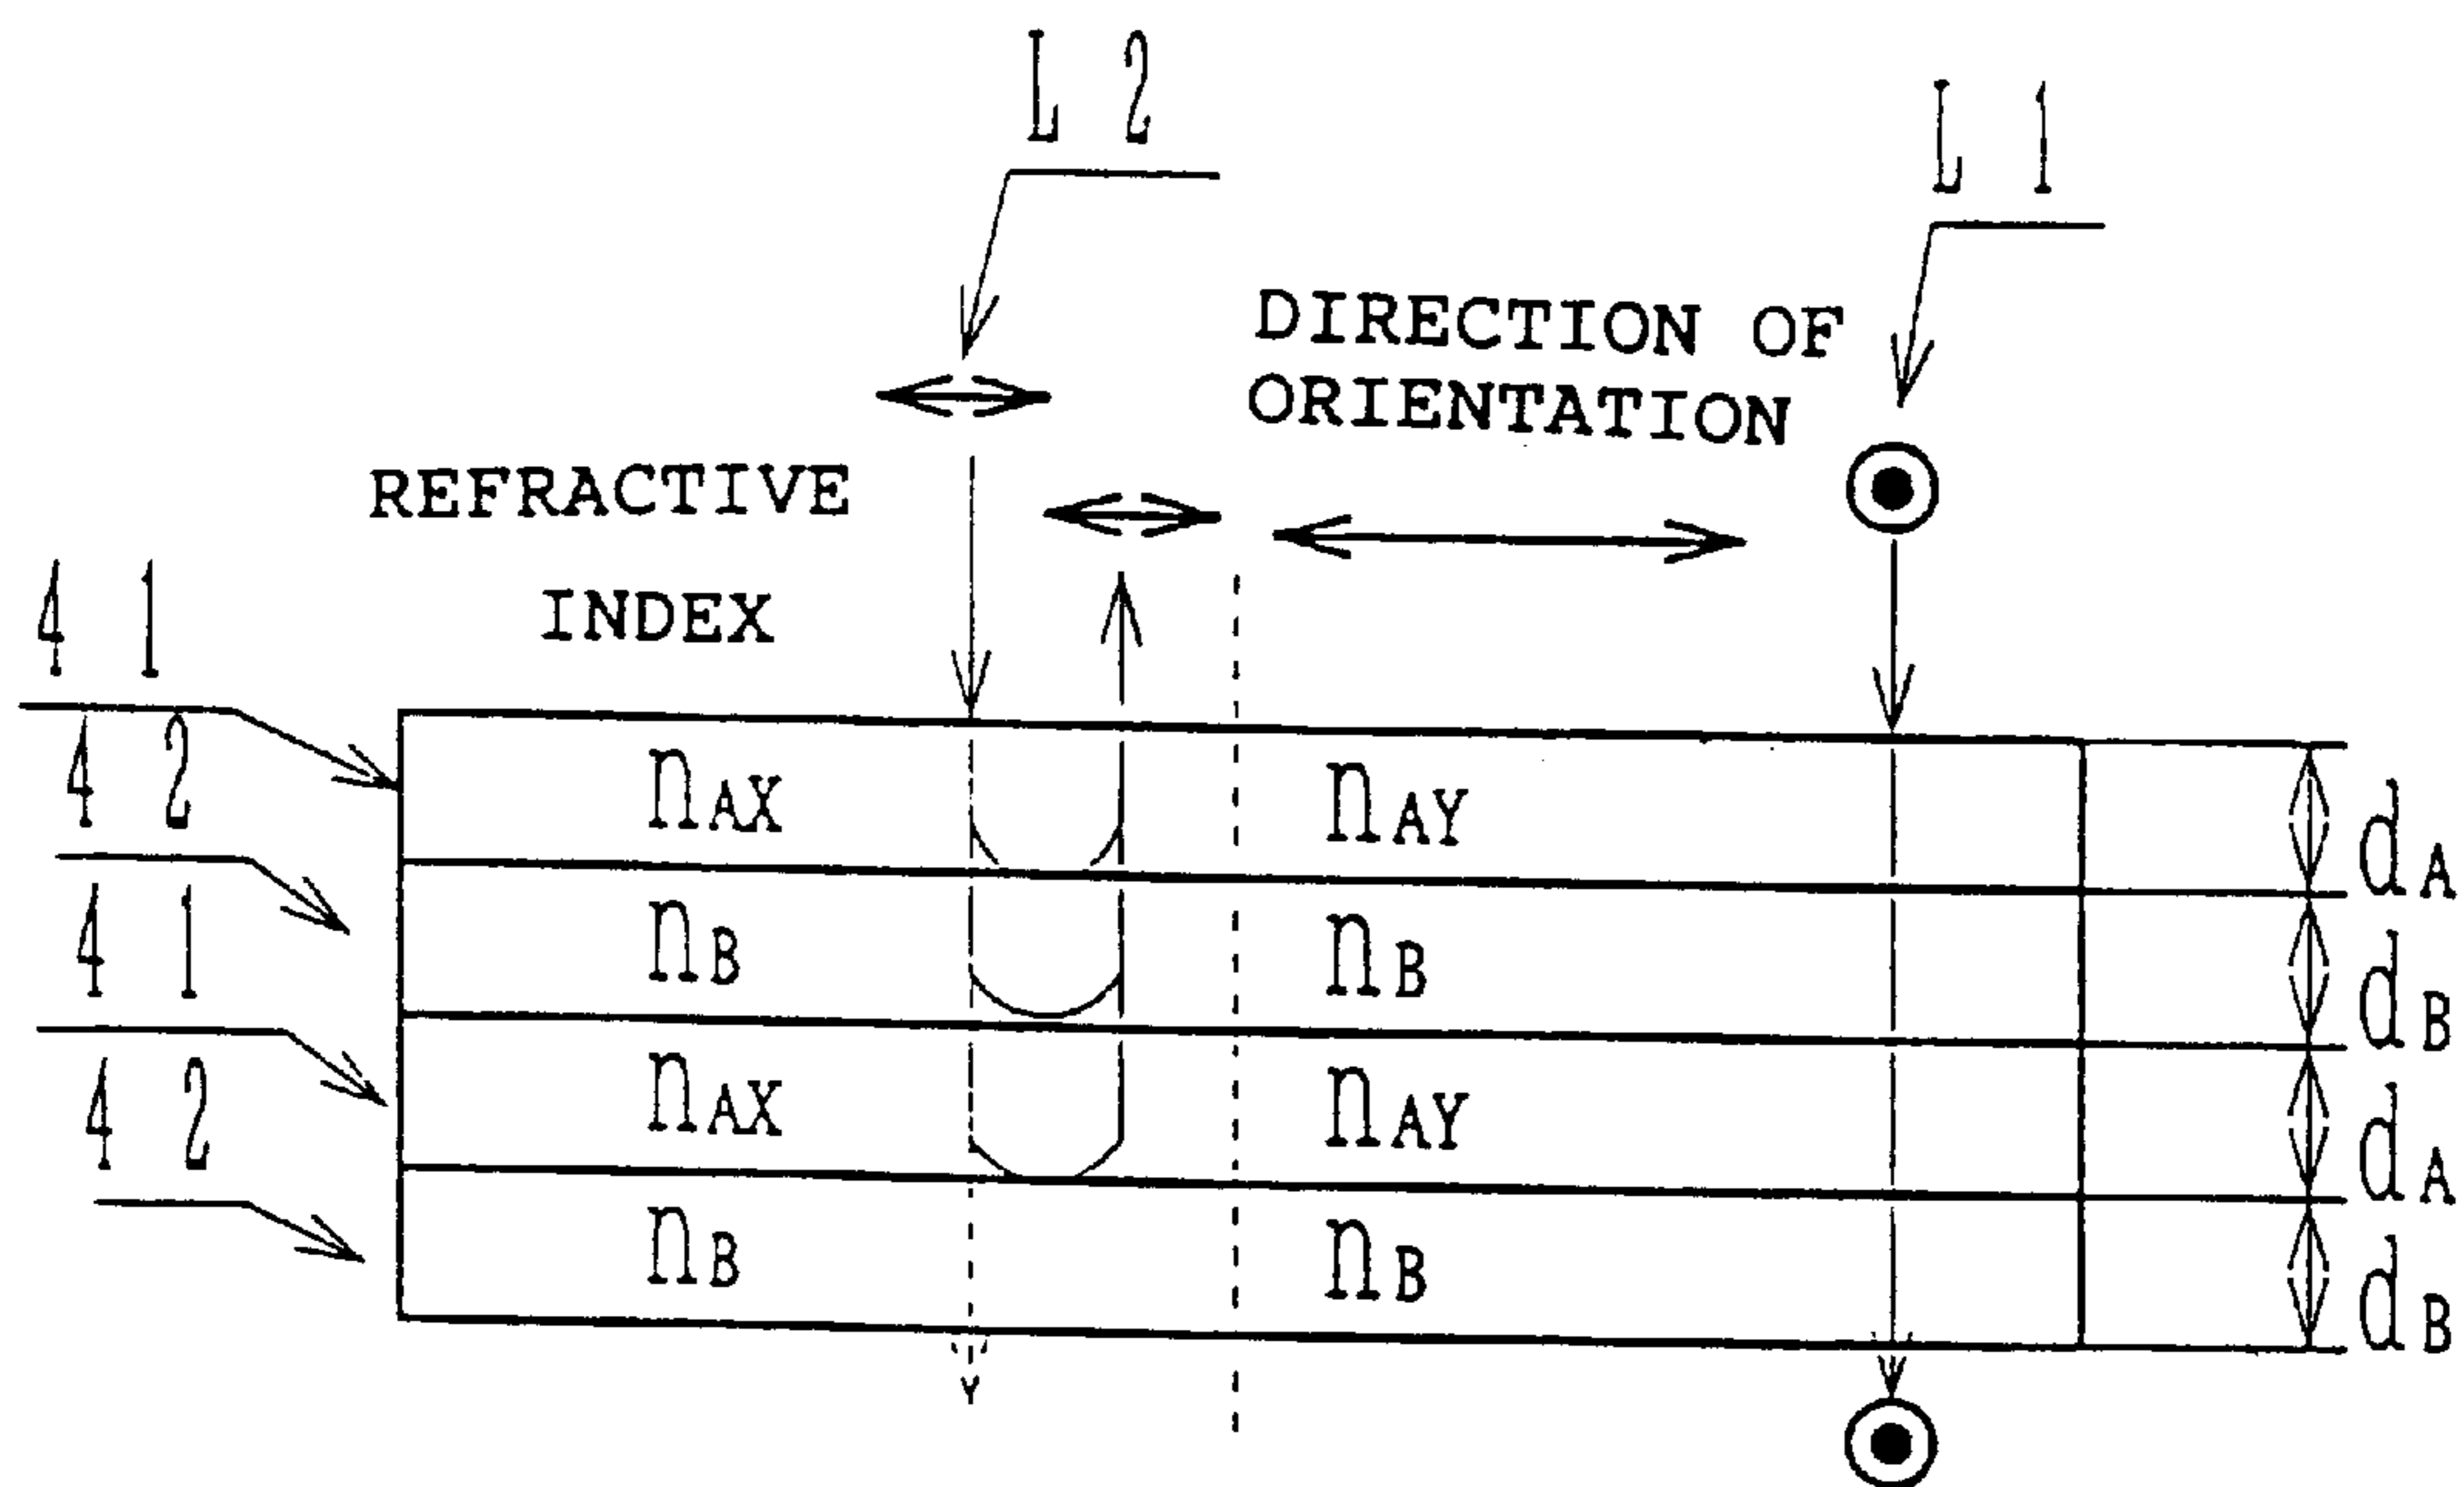 L 2
L 1
DIRECTION OF
ORIENTATION
REFRACTIVE
INDEX
4 1
4 2
4 1
4 2
nAX
nAY
dA
nB
nB
dB
nAX
nAY
dA
nB
nB
dB